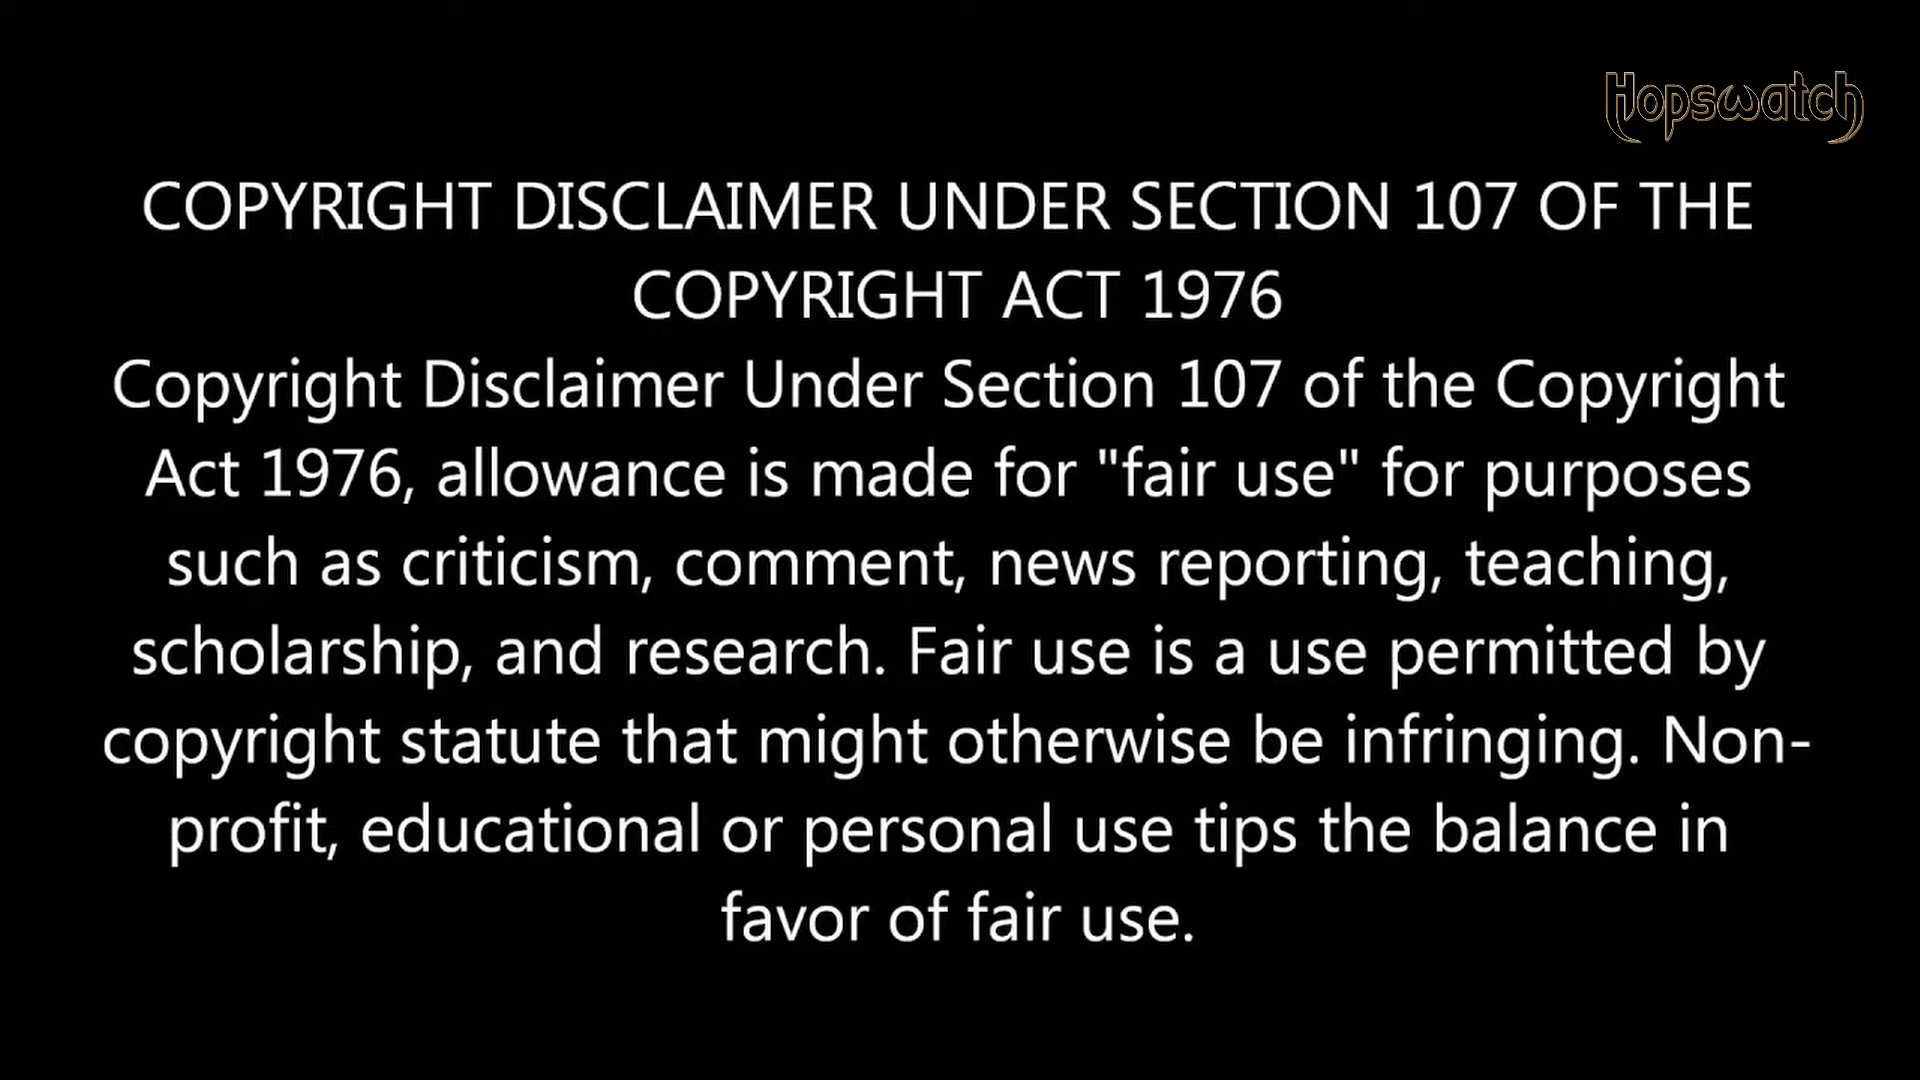 Hopswatch
COPYRIGHT DISCLAIMER UNDER SECTION 107 OF THE
COPYRIGHT ACT 1976
Copyright Disclaimer Under Section 107 of the Copyright
Act 1976, allowance is made for "fair use" for purposes
such as criticism, comment, news reporting, teaching,
scholarship, and research. Fair use is a use permitted by
copyright statute that might otherwise be infringing. Non-
profit, educational or personal use tips the balance in
favor of fair use.